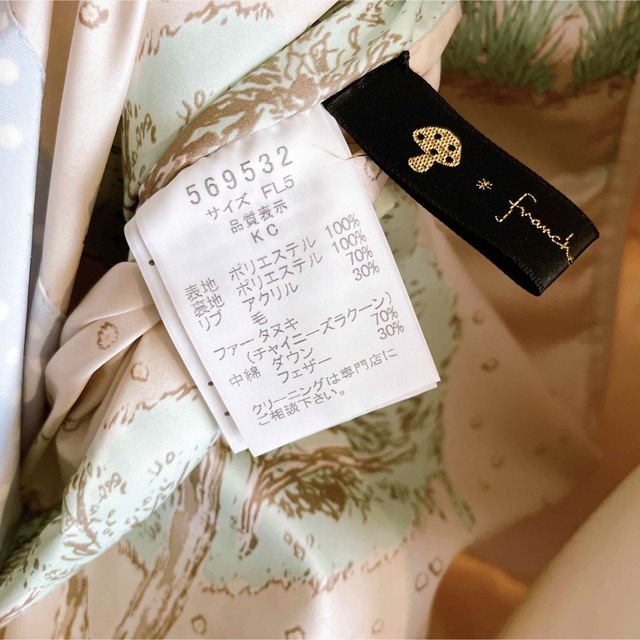 569532
サイズ FL5
品質表示
KC
表地 ポリエステル 100%
表地 ポリエステル 100%
リブ アクリル 70%
毛 30%
ファー タヌキ
(チャイニーズラクーン)
中綿 ダウン 70%
フェザー 30%
クリーニングは専門店に
ご相談下さい。
* franch